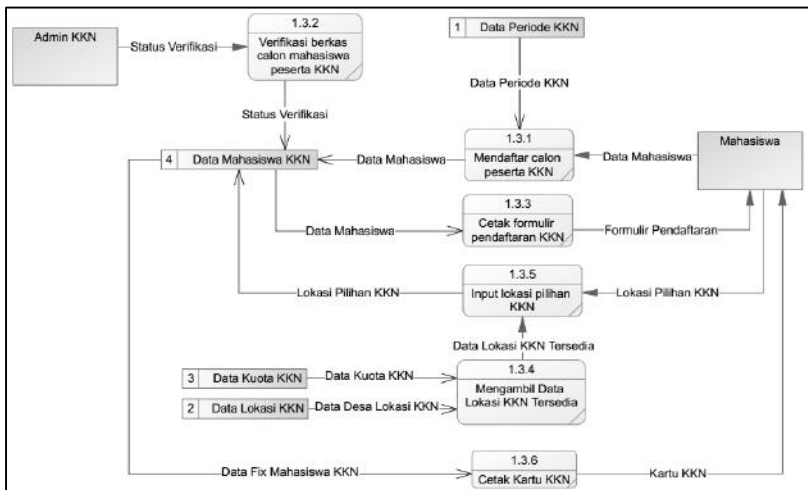 Admin KKN
Status Verifikasi
1.3.2
Verifikasi berkas
calon mahasiswa
peserta KKN
1 Data Periode KKN
Data Periode KKN
Status Verifikasi
1.3.1
Mendaftar calon
peserta KKN
Mahasiswa
4 Data Mahasiswa KKN
Data Mahasiswa
Data Mahasiswa
1.3.3
Cetak formulir
pendaftaran KKN
Data Mahasiswa
Formulir Pendaftaran
1.3.5
Input lokasi pilihan
KKN
Lokasi Pilihan KKN
Lokasi Pilihan KKN
Data Lokasi KKN Tersedia
1.3.4
Mengambil Data
Lokasi KKN Tersedia
3 Data Kuota KKN
Data Kuota KKN
2 Data Lokasi KKN
Data Desa Lokasi KKN
1.3.6
Cetak Kartu KKN
Data Fix Mahasiswa KKN
Kartu KKN